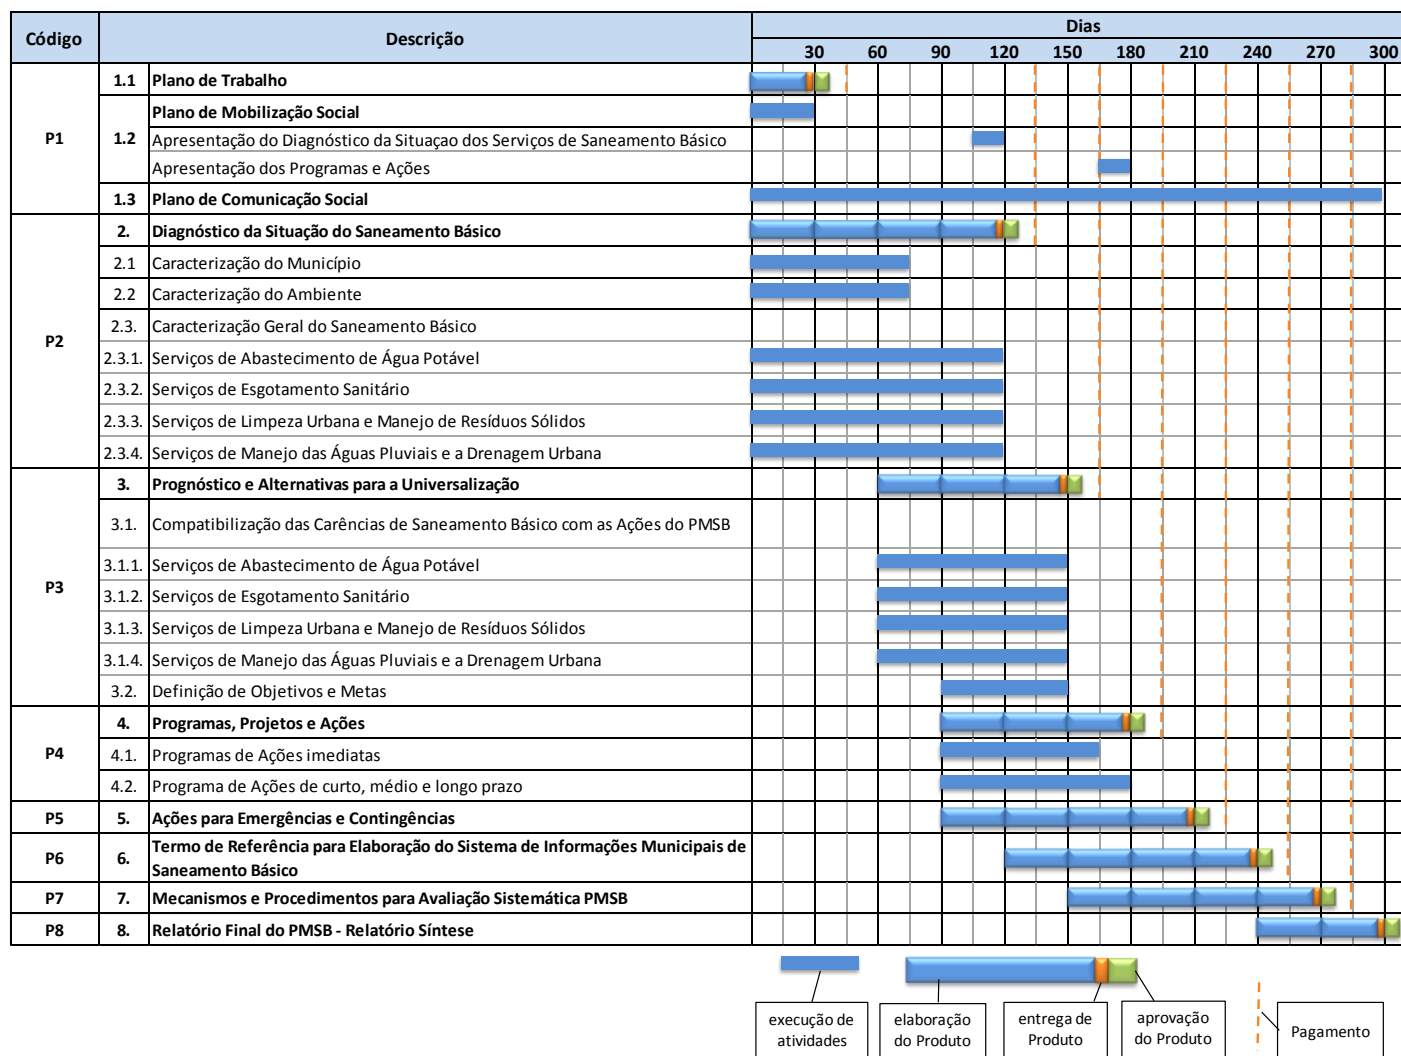 Código
Descrição
Dias
30 60 90 120 150 180 210 240 270 300
P1
1.1 Plano de Trabalho
1.2
Plano de Mobilização Social
Apresentação do Diagnóstico da Situaçao dos Serviços de Saneamento Básico
Apresentação dos Programas e Ações
1.3 Plano de Comunicação Social
P2
2. Diagnóstico da Situação do Saneamento Básico
2.1 Caracterização do Município
2.2 Caracterização do Ambiente
2.3. Caracterização Geral do Saneamento Básico
2.3.1. Serviços de Abastecimento de Água Potável
2.3.2. Serviços de Esgotamento Sanitário
2.3.3. Serviços de Limpeza Urbana e Manejo de Resíduos Sólidos
2.3.4. Serviços de Manejo das Águas Pluviais e a Drenagem Urbana
P3
3. Prognóstico e Alternativas para a Universalização
3.1. Compatibilização das Carências de Saneamento Básico com as Ações do PMSB
3.1.1. Serviços de Abastecimento de Água Potável
3.1.2. Serviços de Esgotamento Sanitário
3.1.3. Serviços de Limpeza Urbana e Manejo de Resíduos Sólidos
3.1.4. Serviços de Manejo das Águas Pluviais e a Drenagem Urbana
3.2. Definição de Objetivos e Metas
P4
4. Programas, Projetos e Ações
4.1. Programas de Ações imediatas
4.2. Programa de Ações de curto, médio e longo prazo
P5 5. Ações para Emergências e Contingências
P6 6. Termo de Referência para Elaboração do Sistema de Informações Municipais de
Saneamento Básico
P7 7. Mecanismos e Procedimentos para Avaliação Sistemática PMSB
P8 8. Relatório Final do PMSB - Relatório Síntese
execução de
atividades
elaboração
do Produto
entrega de
Produto
aprovação
do Produto
Pagamento